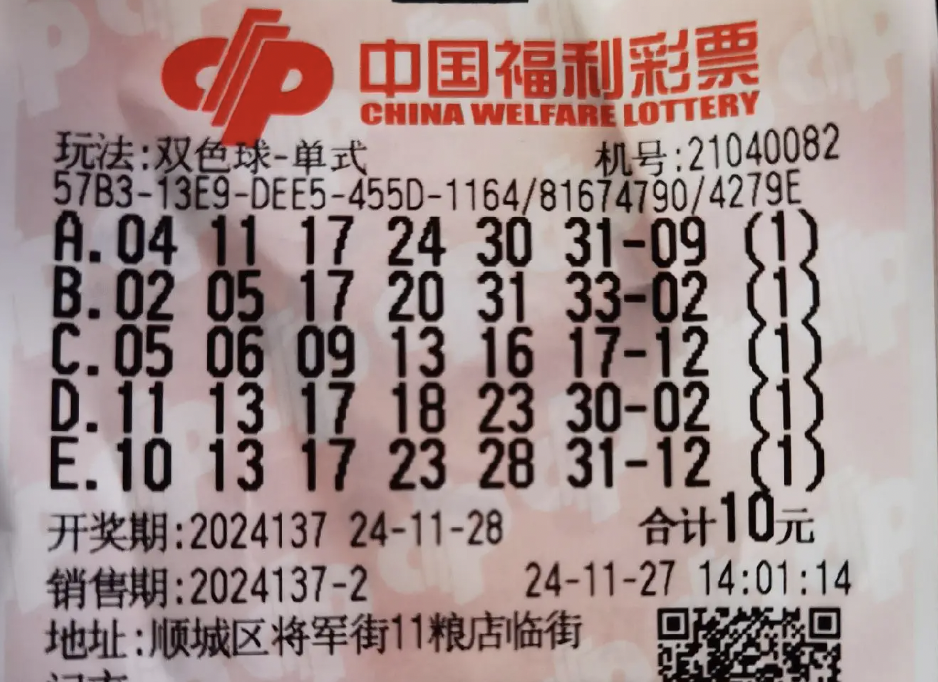 中国福利彩票
CHINA WELFARE LOTTERY
玩法:双色球-单式 机号:21040082
57B3-13E9-DEE5-455D-1164/81674790/4279E
A.04 11 17 24 30 31-09 (1)
B.02 05 17 20 31 33-02 (1)
C.05 06 09 13 16 17-12 (1)
D.11 13 17 18 23 30-02 (1)
E.10 13 17 23 28 31-12 (1)
开奖期:2024137 24-11-28 合计10元
销售期:2024137-2 24-11-27 14:01:14
地址:顺城区将军街11粮店临街